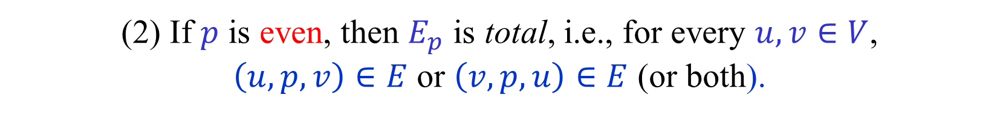 (2) If p is even, then E_p is total, i.e., for every u, v ∈ V,
(u, p, v) ∈ E or (v, p, u) ∈ E (or both).